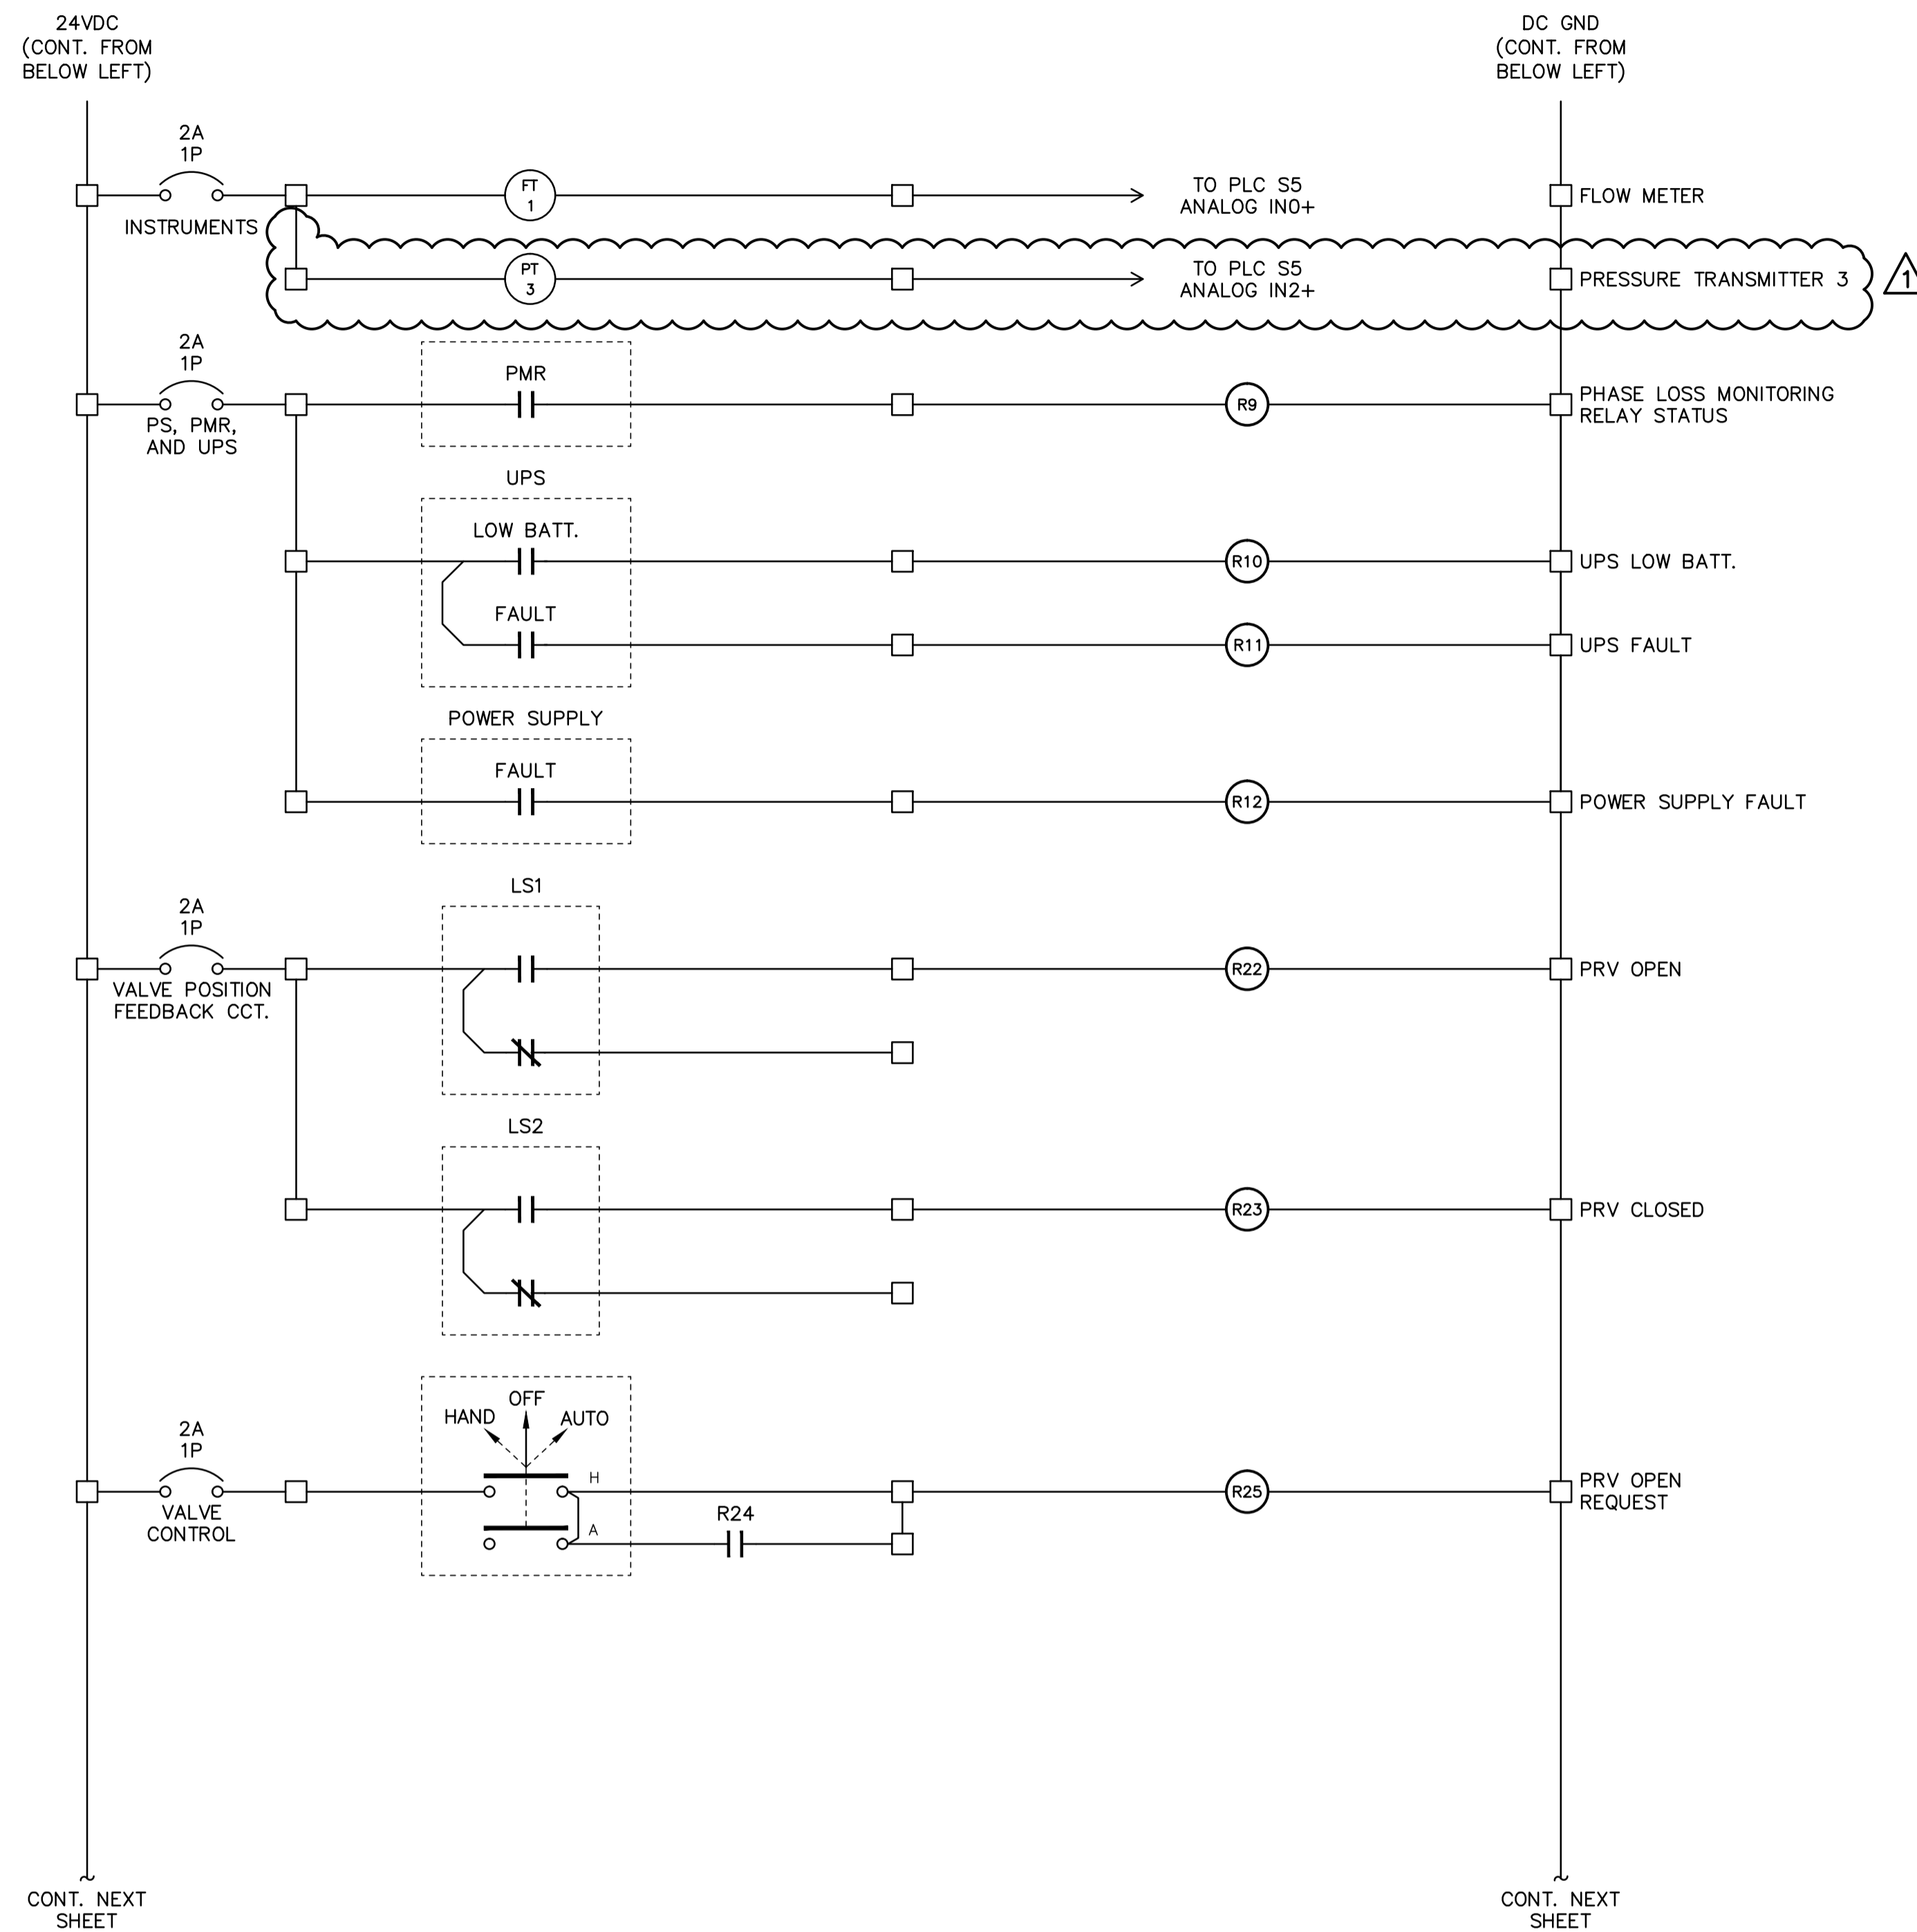 24VDC
(CONT. FROM
BELOW LEFT)
DC GND
(CONT. FROM
BELOW LEFT)
2A
1P
INSTRUMENTS
FT
1
TO PLC S5
ANALOG IN0+
FLOW METER
PT
3
TO PLC S5
ANALOG IN2+
PRESSURE TRANSMITTER 3
1
2A
1P
PS, PMR,
AND UPS
PMR
R9
PHASE LOSS MONITORING
RELAY STATUS
UPS
LOW BATT.
R10
UPS LOW BATT.
FAULT
R11
UPS FAULT
POWER SUPPLY
FAULT
R12
POWER SUPPLY FAULT
2A
1P
VALVE POSITION
FEEDBACK CCT.
LS1
R22
PRV OPEN
LS2
R23
PRV CLOSED
2A
1P
VALVE
CONTROL
OFF
HAND
AUTO
H
A
R24
R25
PRV OPEN
REQUEST
CONT. NEXT
SHEET
CONT. NEXT
SHEET